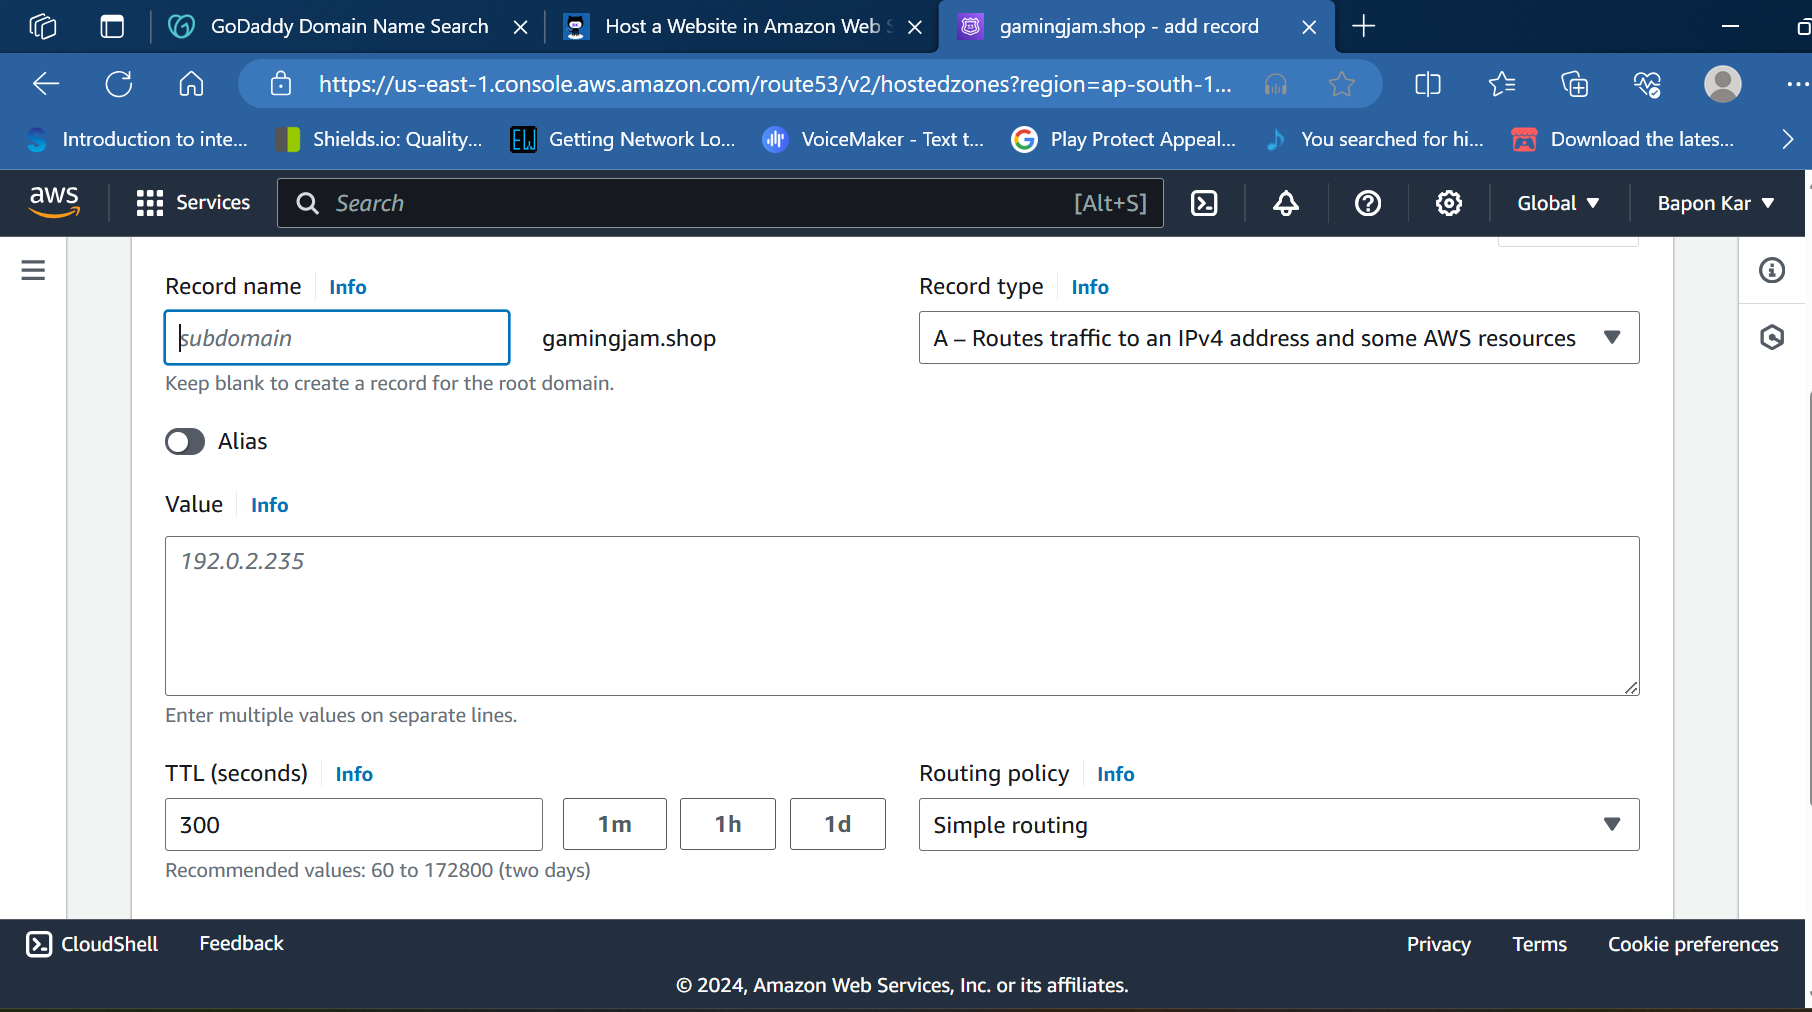 GoDaddy Domain Name Search
Host a Website in Amazon Web S
gamingjam.shop - add record
https://us-east-1.console.aws.amazon.com/route53/v2/hostedzones?region=ap-south-1...
Introduction to inte...
Shields.io: Quality...
EW Getting Network Lo...
VoiceMaker - Text t...
Play Protect Appeal...
You searched for hi...
Download the lates...
aws
Services
Search
[Alt+S]
Global
Bapon Kar
Record name Info
subdomain
gamingjam.shop
Keep blank to create a record for the root domain.
Record type Info
A – Routes traffic to an IPv4 address and some AWS resources
Alias
Value Info
192.0.2.235
Enter multiple values on separate lines.
TTL (seconds) Info
300
1m
1h
1d
Recommended values: 60 to 172800 (two days)
Routing policy Info
Simple routing
CloudShell
Feedback
Privacy
Terms
Cookie preferences
© 2024, Amazon Web Services, Inc. or its affiliates.